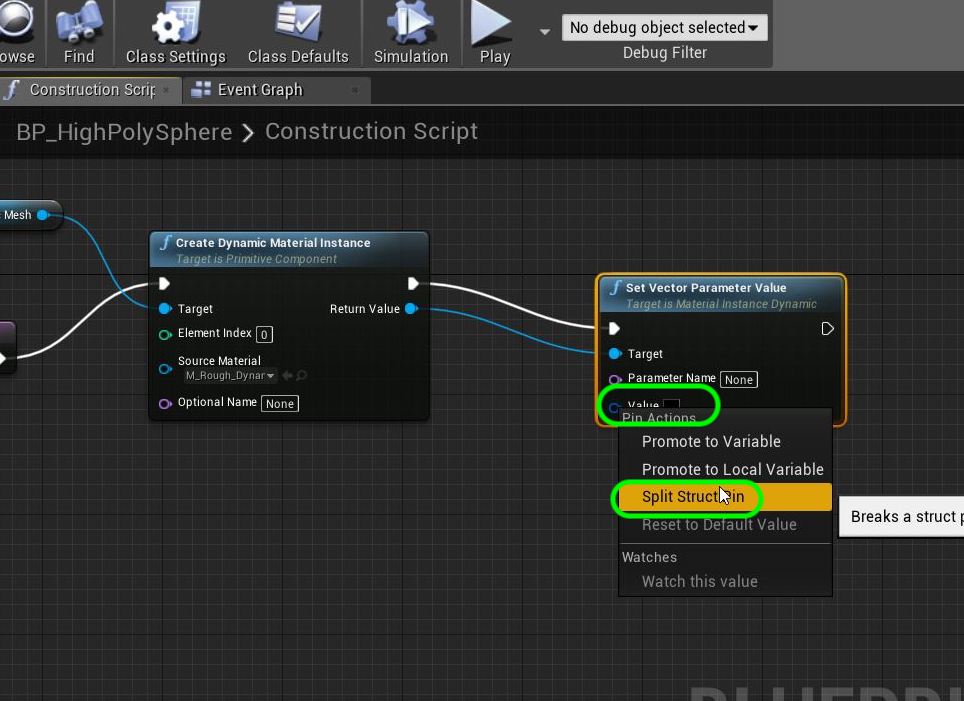 owse
Find
Class Settings
Class Defaults
Simulation
Play
No debug object selected
Debug Filter
Construction Scrip
Event Graph
BP_HighPolySphere > Construction Script
Mesh
Create Dynamic Material Instance
Target is Primitive Component
Target
Return Value
Element Index 0
Source Material
M_Rough_Dynar
Optional Name None
Set Vector Parameter Value
Target is Material Instance Dynamic
Target
Parameter Name None
Value
Pin Actions
Promote to Variable
Promote to Local Variable
Split Struct Pin
Breaks a struct p
Reset to Default Value
Watches
Watch this value
BLUEPRI